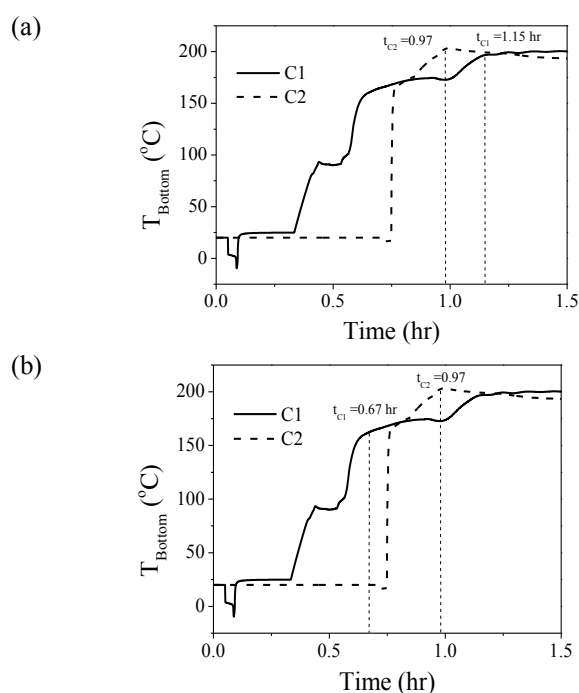 (a)
t_C2 =0.97
t_C1 =1.15 hr
200
C1
C2
150
100
50
0
T_Bottom (°C)
0.0 0.5 1.0 1.5
Time (hr)
(b)
200
t_C2 =0.97
C1
t_C1 =0.67 hr
C2
150
100
50
0
T_Bottom (°C)
0.0 0.5 1.0 1.5
Time (hr)